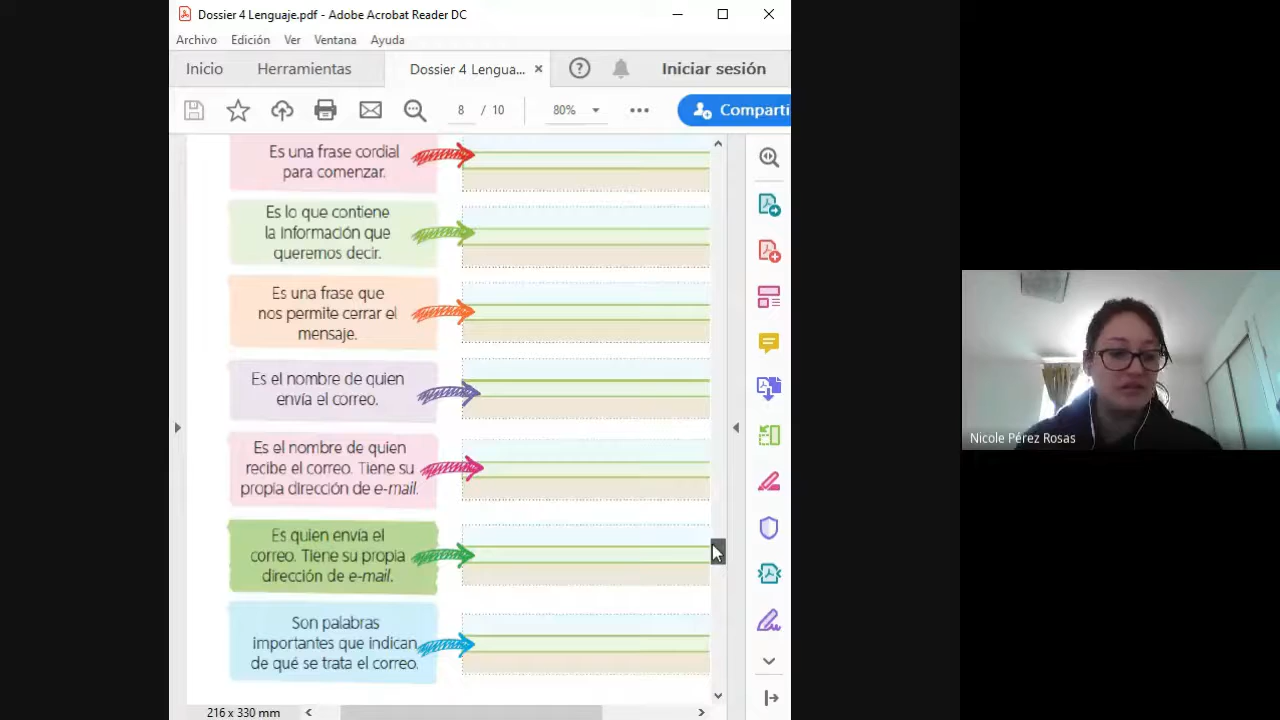 Dossier 4 Lenguaje.pdf - Adobe Acrobat Reader DC
Archivo Edición Ver Ventana Ayuda
Inicio Herramientas Dossier 4 Lengua... × ? Iniciar sesión
8 / 10 80% Comparti
Es una frase cordial
para comenzar.
Es lo que contiene
la información que
queremos decir.
Es una frase que
nos permite cerrar el
mensaje.
Es el nombre de quien
envía el correo.
Es el nombre de quien
recibe el correo. Tiene su
propia dirección de e-mail.
Es quien envía el
correo. Tiene su propia
dirección de e-mail.
Son palabras
importantes que indican
de qué se trata el correo.
216 x 330 mm
Nicole Pérez Rosas